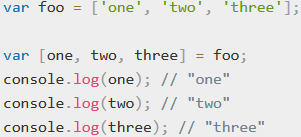 var foo = ['one', 'two', 'three'];
var [one, two, three] = foo;
console.log(one); // "one"
console.log(two); // "two"
console.log(three); // "three"